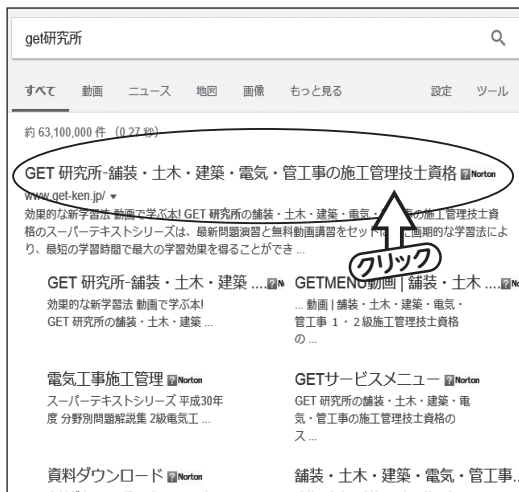 get研究所
すべて 動画 ニュース 地図 画像 もっと見る 設定 ツール
約 63,100,000 件 (0.27 秒)
GET 研究所-舗装・土木・建築・電気・管工事の施工管理技士資格 Norton
www.get-ken.jp/
効果的な新学習法 動画で学ぶ本! GET 研究所の舗装・土木・建築・電気・ の施工管理技士資
格のスーパーテキストシリーズは、最新問題演習と無料動画講習をセット 画期的な学習法によ
り、最短の学習時間で最大の学習効果を得ることができ ...
クリック
GET 研究所-舗装・土木・建築 ....
効果的な新学習法 動画で学ぶ本!
GET 研究所の舗装・土木・建築 ...
GETMENU動画 | 舗装・土木 ....
... 動画 | 舗装・土木・建築・電気・
管工事 1・2級施工管理技士資格
の ...
電気工事施工管理 Norton
スーパーテキストシリーズ 平成30年
度 分野別問題解説集 2級電気工 ...
GETサービスメニュー Norton
GET 研究所の舗装・土木・建築・電
気・管工事の施工管理技士資格の
ス ...
資料ダウンロード Norton
舗装・土木・建築・電気・管工事..